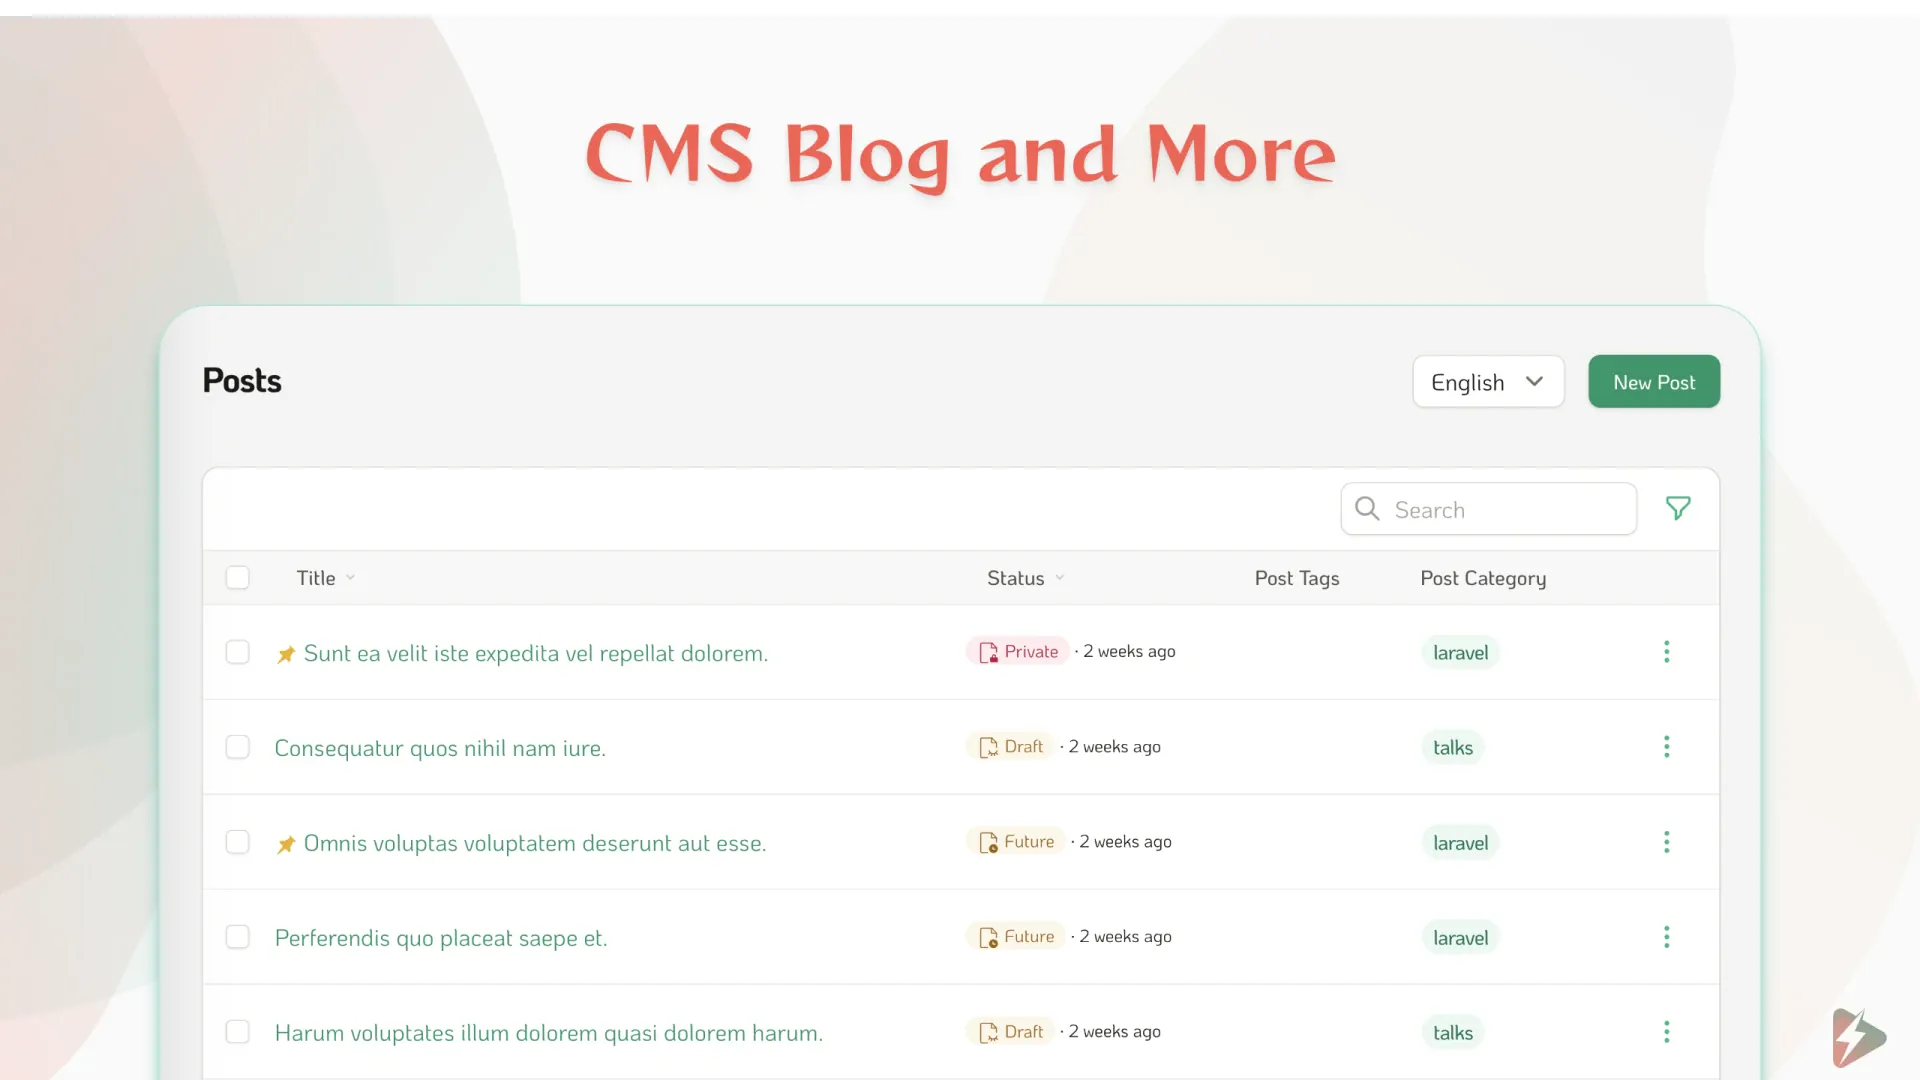 CMS Blog and More
Posts
English
New Post
Search
Title Status Post Tags Post Category
Sunt ea velit iste expedita vel repellat dolorem. Private · 2 weeks ago laravel
Consequatur quos nihil nam iure. Draft · 2 weeks ago talks
Omnis voluptas voluptatem deserunt aut esse. Future · 2 weeks ago laravel
Perferendis quo placeat saepe et. Future · 2 weeks ago laravel
Harum voluptates illum dolorem quasi dolorem harum. Draft · 2 weeks ago talks